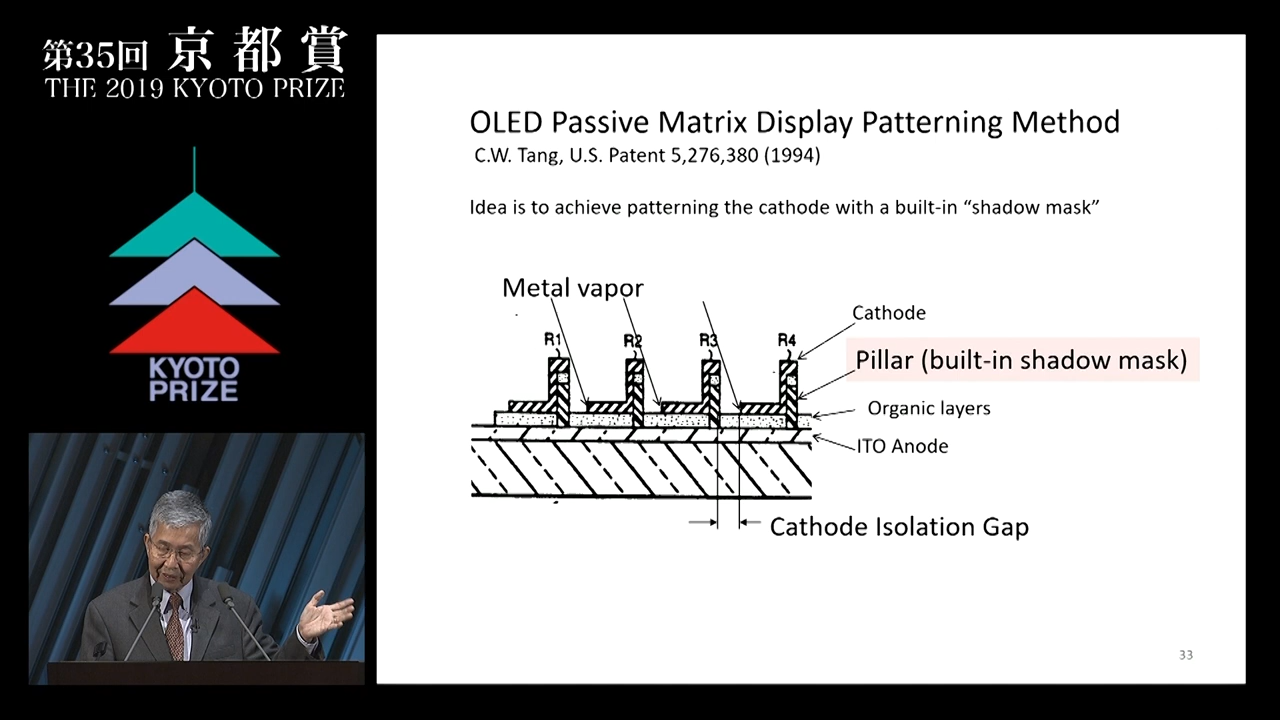 第35回 京都賞
THE 2019 KYOTO PRIZE
KYOTO
PRIZE
OLED Passive Matrix Display Patterning Method
C.W. Tang, U.S. Patent 5,276,380 (1994)
Idea is to achieve patterning the cathode with a built-in “shadow mask”
Metal vapor
Cathode
R1 R2 R3 R4
Pillar (built-in shadow mask)
Organic layers
ITO Anode
Cathode Isolation Gap
33